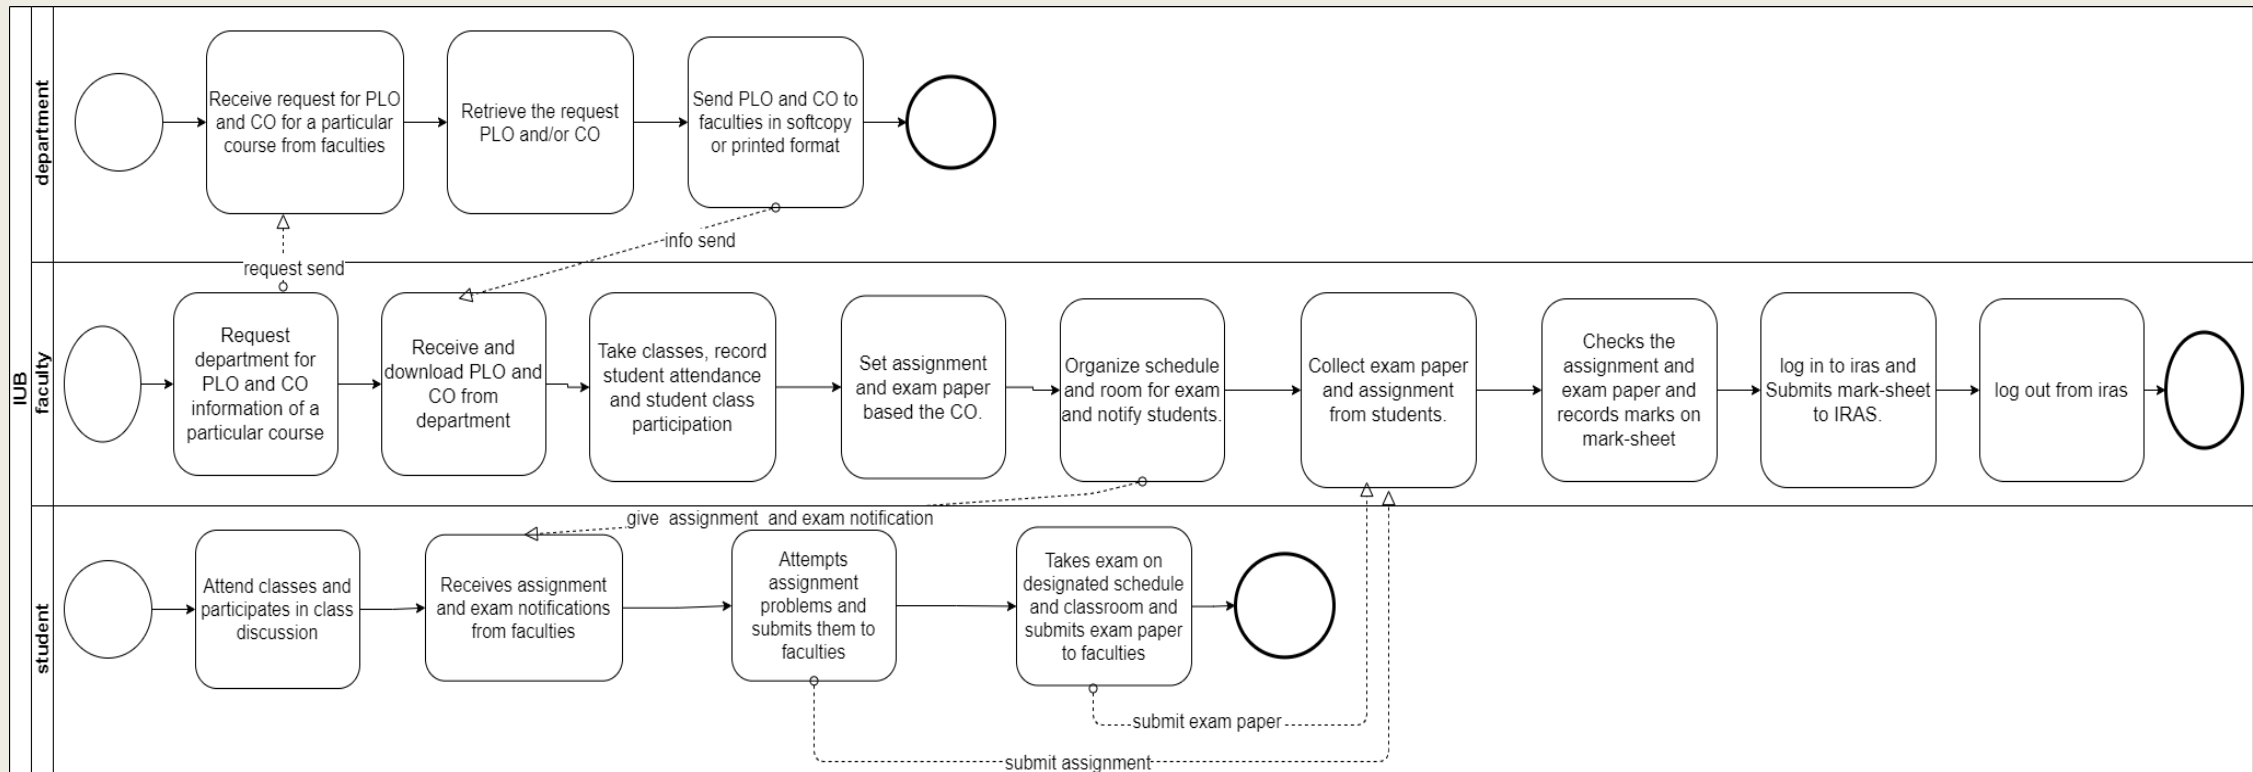 IUB
department
Receive request for PLO
and CO for a particular
course from faculties
Retrieve the request
PLO and/or CO
Send PLO and CO to
faculties in softcopy
or printed format
info send
request send
faculty
Request
department for
PLO and CO
information of a
particular course
Receive and
download PLO and
CO from
department
Take classes, record
student attendance
and student class
participation
Set assignment
and exam paper
based the CO.
Organize schedule
and room for exam
and notify students.
Collect exam paper
and assignment
from students.
Checks the
assignment and
exam paper and
records marks on
mark-sheet
log in to iras and
Submits mark-sheet
to IRAS.
log out from iras
give assignment and exam notification
student
Attend classes and
participates in class
discussion
Receives assignment
and exam notifications
from faculties
Attempts
assignment
problems and
submits them to
faculties
Takes exam on
designated schedule
and classroom and
submits exam paper
to faculties
submit exam paper
submit assignment